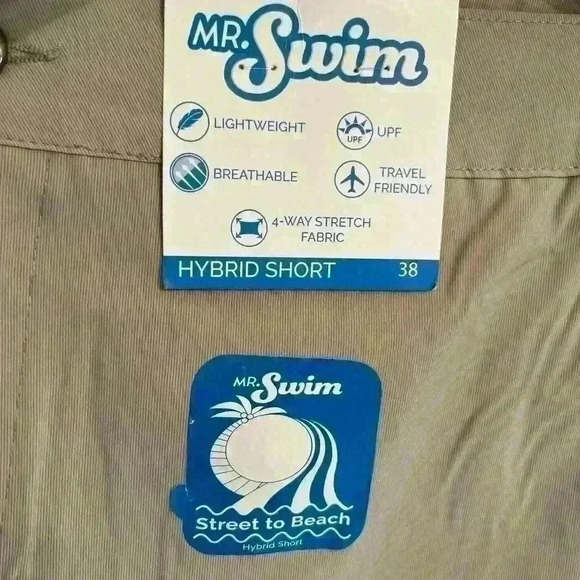 MR. Swim
LIGHTWEIGHT
UPF
UPF
BREATHABLE
TRAVEL
FRIENDLY
4-WAY STRETCH
FABRIC
HYBRID SHORT 38
MR. Swim
Street to Beach
Hybrid Short